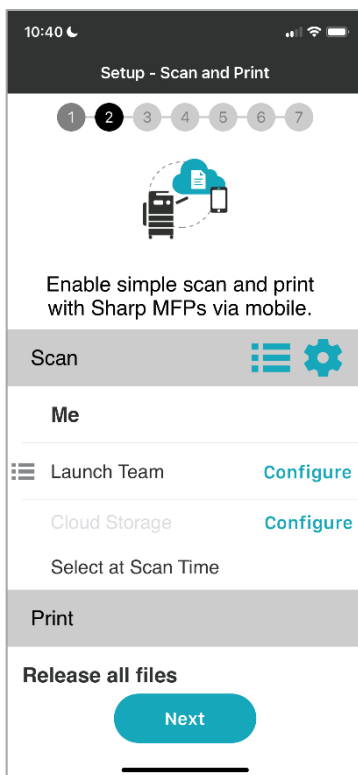 10:40
Setup - Scan and Print
1 2 3 4 5 6 7
Enable simple scan and print
with Sharp MFPs via mobile.
Scan
Me
Launch Team Configure
Cloud Storage Configure
Select at Scan Time
Print
Release all files
Next